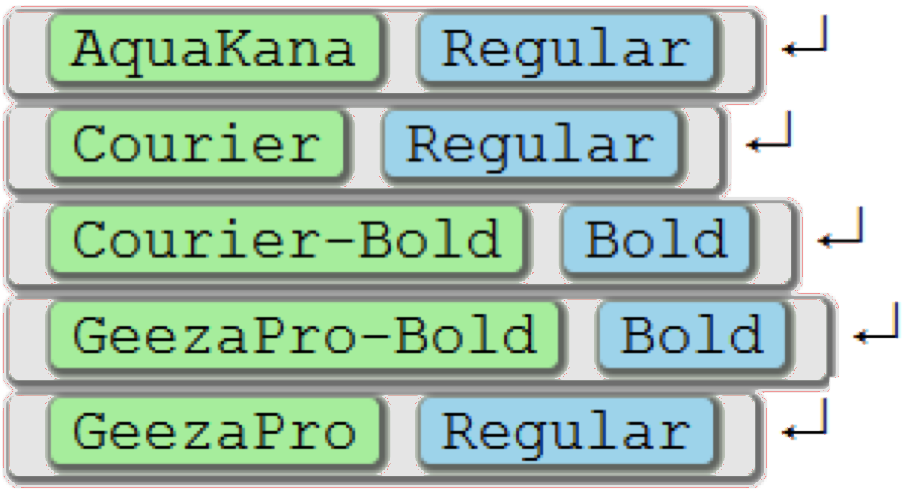 AquaKana Regular
Courier Regular
Courier-Bold Bold
GeezaPro-Bold Bold
GeezaPro Regular